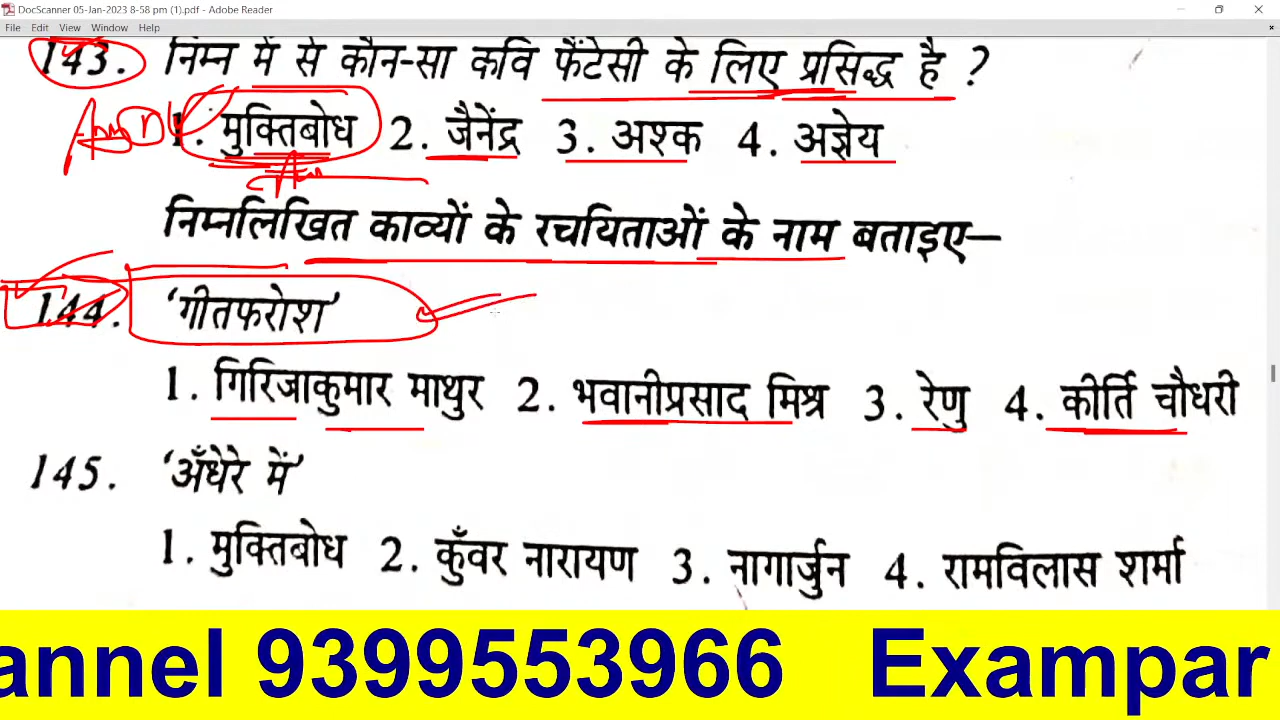 DocScanner 05-Jan-2023 8-58 pm (1).pdf - Adobe Reader
File Edit View Window Help
143. निम्न में से कौन-सा कवि फैंटेसी के लिए प्रसिद्ध है ?
1. मुक्तिबोध 2. जैनेंद्र 3. अश्क 4. अज्ञेय
निम्नलिखित काव्यों के रचयिताओं के नाम बताइए—
144. 'गीतफरोश'
1. गिरिजाकुमार माथुर 2. भवानीप्रसाद मिश्र 3. रेणु 4. कीर्ति चौधरी
145. 'अँधेरे में'
1. मुक्तिबोध 2. कुँवर नारायण 3. नागार्जुन 4. रामविलास शर्मा
annel 9399553966 Exampar